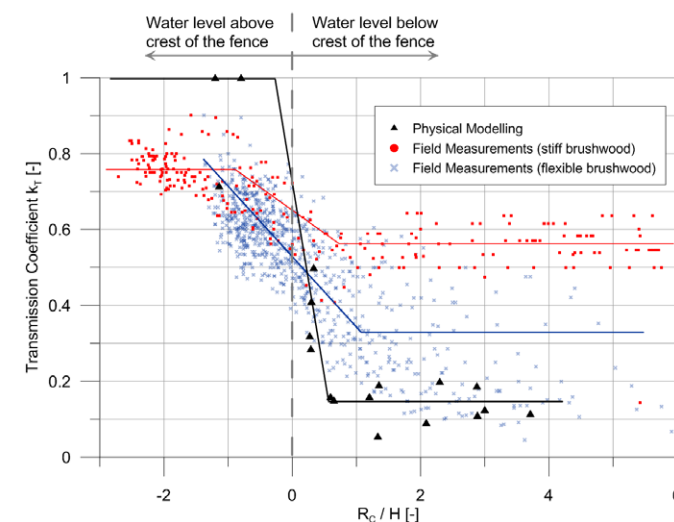 Water level above
crest of the fence
Water level below
crest of the fence
1
0.8
0.6
0.4
0.2
0
Transmission Coefficient kT [-]
Physical Modelling
Field Measurements (stiff brushwood)
Field Measurements (flexible brushwood)
-2
0
2
4
6
RC / H [-]